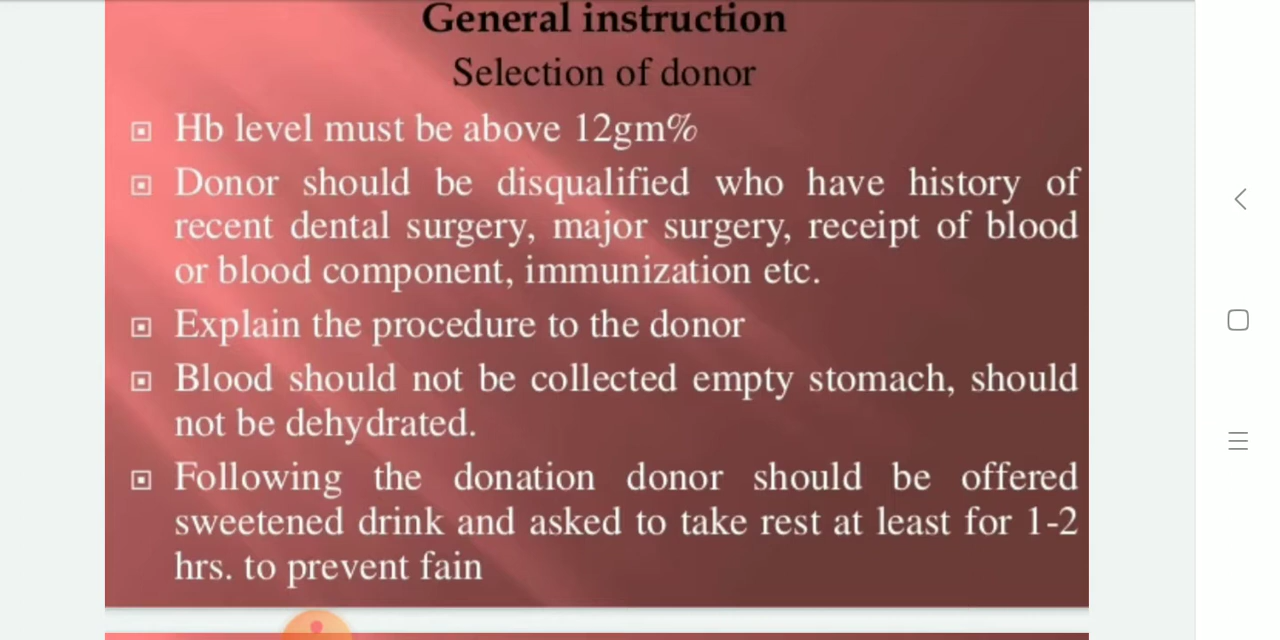 General instruction
Selection of donor
Hb level must be above 12gm%
Donor should be disqualified who have history of
recent dental surgery, major surgery, receipt of blood
or blood component, immunization etc.
Explain the procedure to the donor
Blood should not be collected empty stomach, should
not be dehydrated.
Following the donation donor should be offered
sweetened drink and asked to take rest at least for 1-2
hrs. to prevent fain